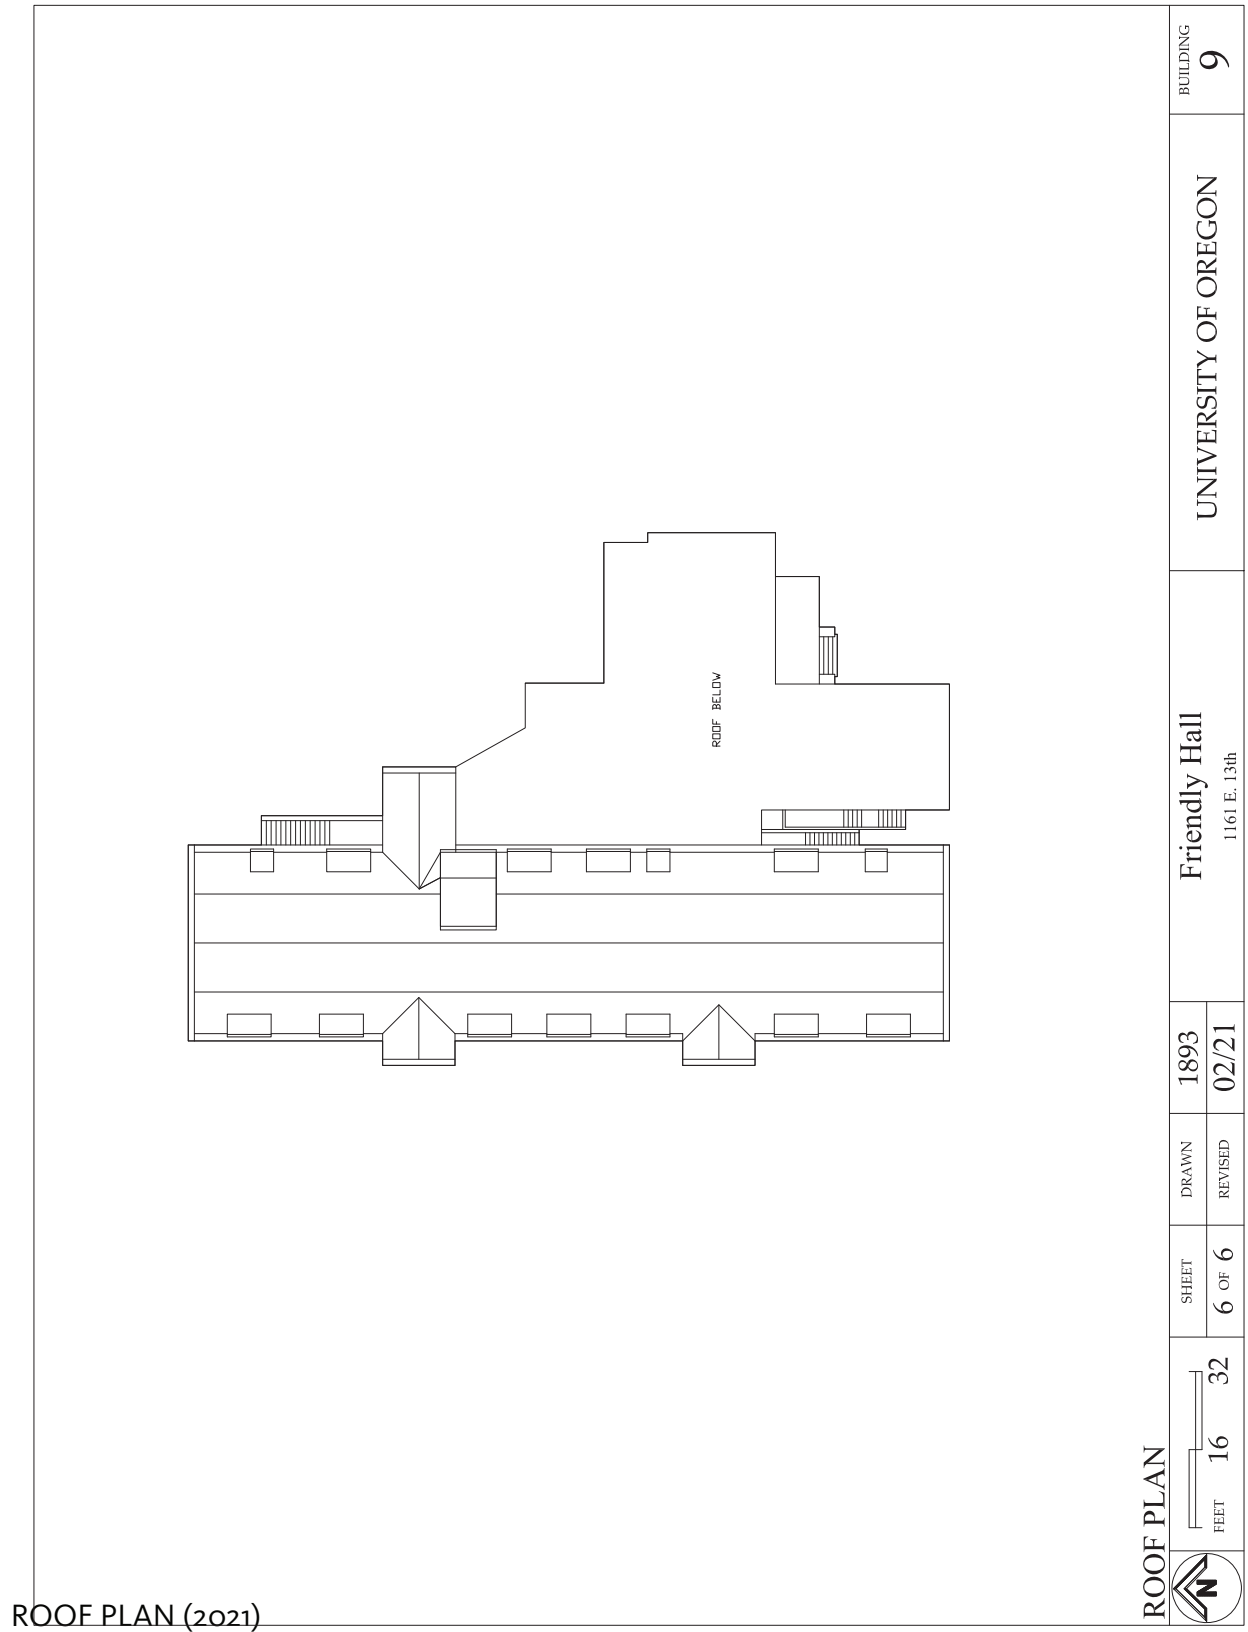 BUILDING
9
UNIVERSITY OF OREGON
Friendly Hall
1161 E. 13th
ROOF BELOW
DRAWN
1893
REVISED
02/21
SHEET
6 OF 6
FEET 16 32
N
ROOF PLAN
ROOF PLAN (2021)